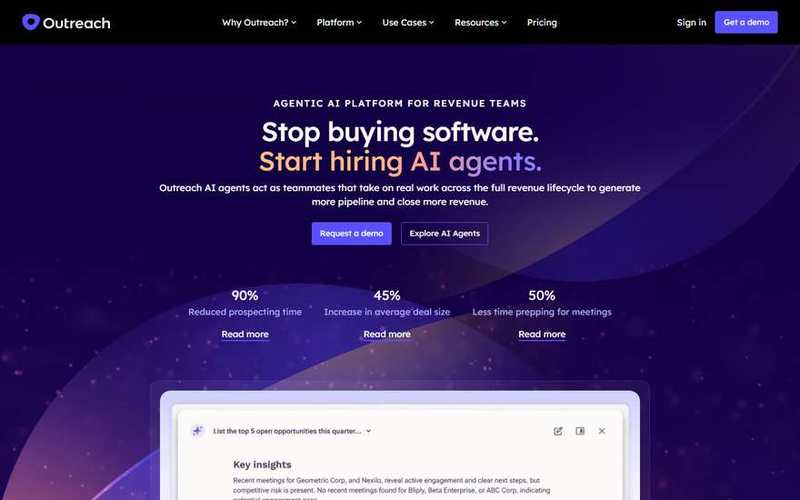 Outreach
Why Outreach?
Platform
Use Cases
Resources
Pricing
Sign in
Get a demo
AGENTIC AI PLATFORM FOR REVENUE TEAMS
Stop buying software.
Start hiring AI agents.
Outreach AI agents act as teammates that take on real work across the full revenue lifecycle to generate
more pipeline and close more revenue.
Request a demo
Explore AI Agents
90%
Reduced prospecting time
Read more
45%
Increase in average deal size
Read more
50%
Less time prepping for meetings
Read more
List the top 5 open opportunities this quarter...
Key insights
Recent meetings for Geometric Corp, and Nexilo, reveal active engagement and clear next steps, but
competitive risk is present. No recent meetings found for Bliply, Beta Enterprise, or ABC Corp, indicating